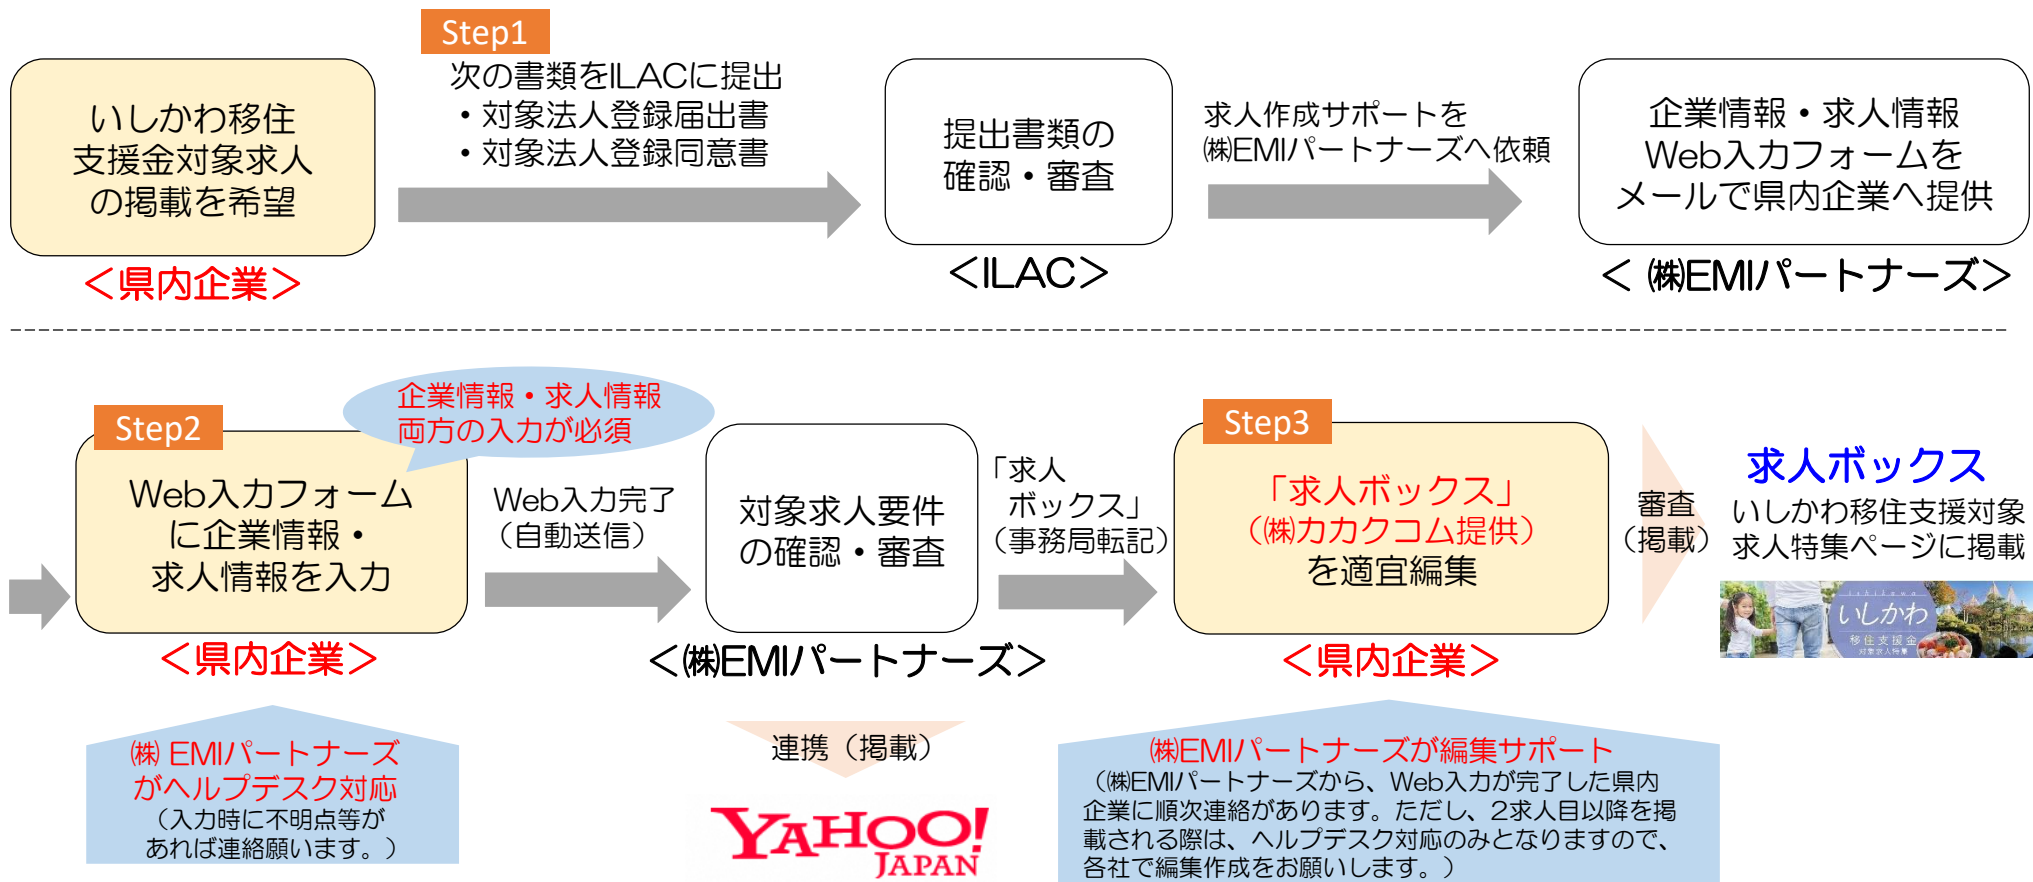 Step1
いしかわ移住
支援金対象求人
の掲載を希望
<県内企業>
次の書類をILACに提出
・対象法人登録届出書
・対象法人登録同意書
提出書類の
確認・審査
<ILAC>
求人作成サポートを
㈱EMIパートナーズへ依頼
企業情報・求人情報
Web入力フォームを
メールで県内企業へ提供
< ㈱EMIパートナーズ>
Step2
企業情報・求人情報
両方の入力が必須
Web入力フォーム
に企業情報・
求人情報を入力
<県内企業>
㈱ EMIパートナーズ
がヘルプデスク対応
（入力時に不明点等が
あれば連絡願います。）
Web入力完了
（自動送信）
対象求人要件
の確認・審査
<㈱EMIパートナーズ>
連携（掲載）
YAHOO!
JAPAN
「求人
ボックス」
（事務局転記）
Step3
「求人ボックス」
（㈱カカクコム提供）
を適宜編集
<県内企業>
㈱EMIパートナーズが編集サポート
（㈱EMIパートナーズから、Web入力が完了した県内
企業に順次連絡があります。ただし、2求人目以降を掲
載される際は、ヘルプデスク対応のみとなりますので、
各社で編集作成をお願いします。）
審査
（掲載）
求人ボックス
いしかわ移住支援対象
求人特集ページに掲載
ishikawa
いしかわ
移住支援金
対象求人特集